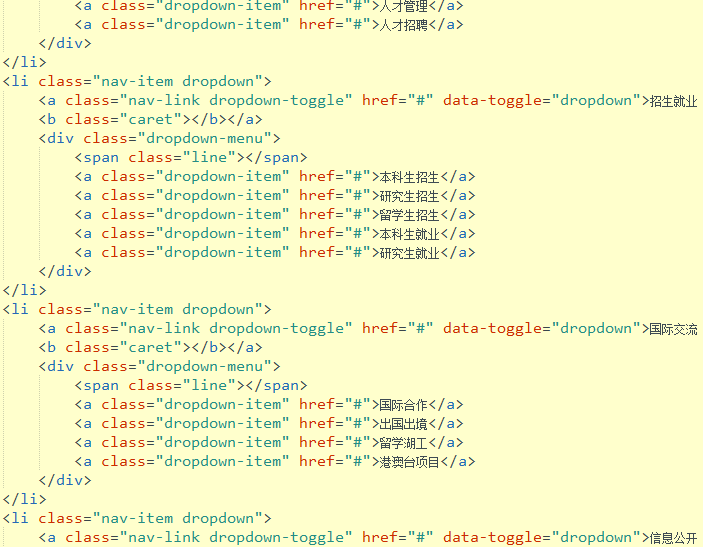 <a class="dropdown-item" href="#">人才管理</a>
<a class="dropdown-item" href="#">人才招聘</a>
</div>
</li>
<li class="nav-item dropdown">
<a class="nav-link dropdown-toggle" href="#" data-toggle="dropdown">招生就业
<b class="caret"></b></a>
<div class="dropdown-menu">
<span class="line"></span>
<a class="dropdown-item" href="#">本科生招生</a>
<a class="dropdown-item" href="#">研究生招生</a>
<a class="dropdown-item" href="#">留学生招生</a>
<a class="dropdown-item" href="#">本科生就业</a>
<a class="dropdown-item" href="#">研究生就业</a>
</div>
</li>
<li class="nav-item dropdown">
<a class="nav-link dropdown-toggle" href="#" data-toggle="dropdown">国际交流
<b class="caret"></b></a>
<div class="dropdown-menu">
<span class="line"></span>
<a class="dropdown-item" href="#">国际合作</a>
<a class="dropdown-item" href="#">出国出境</a>
<a class="dropdown-item" href="#">留学湖工</a>
<a class="dropdown-item" href="#">港澳台项目</a>
</div>
</li>
<li class="nav-item dropdown">
<a class="nav-link dropdown-toggle" href="#" data-toggle="dropdown">信息公开